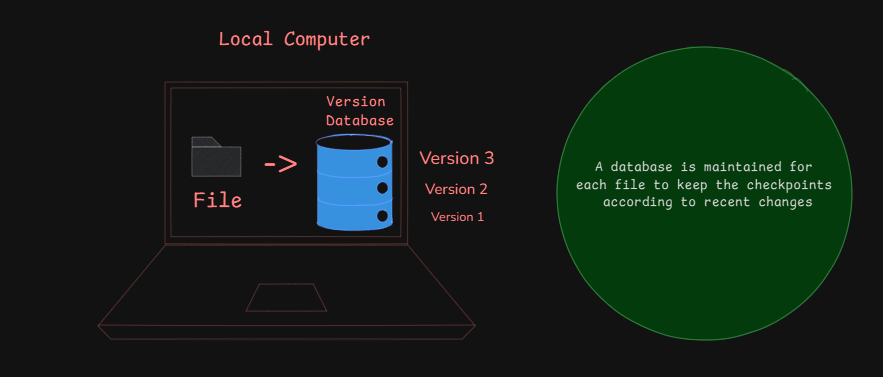 Local Computer
Version
Database
->
File
Version 3
Version 2
Version 1
A database is maintained for
each file to keep the checkpoints
according to recent changes